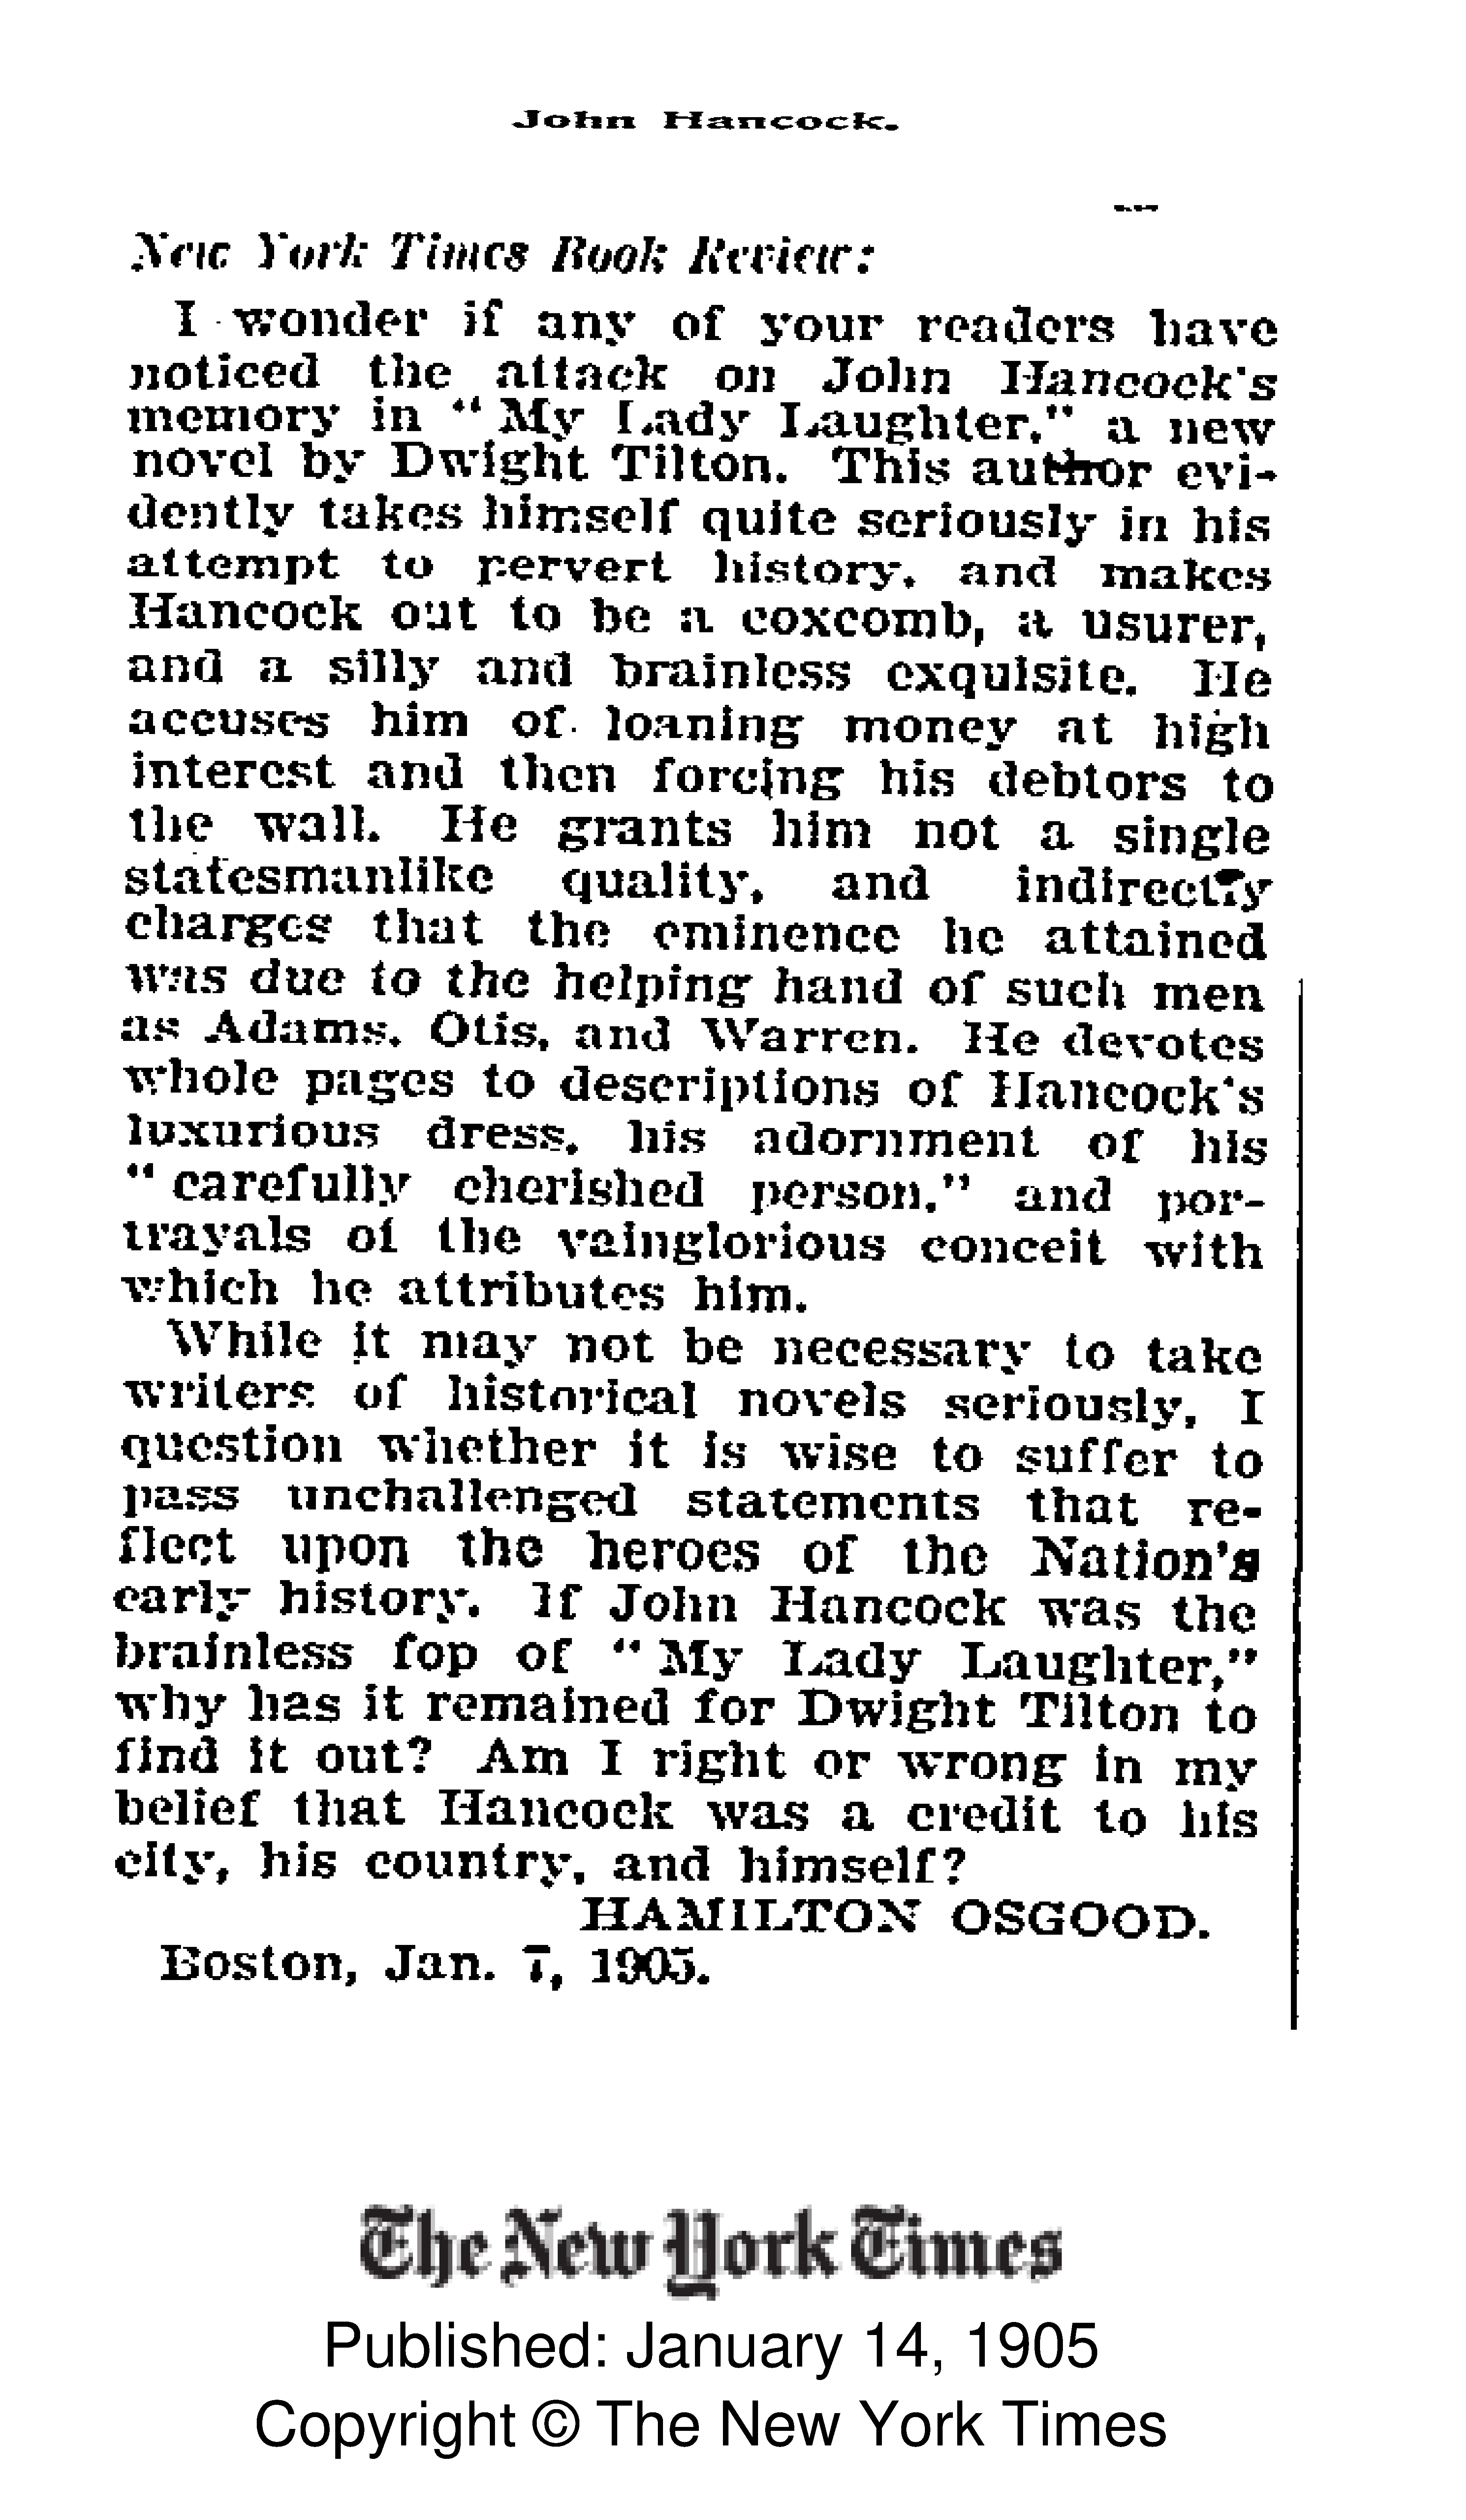 John Hancock.
New York Times Book Review:
I wonder if any of your readers have
noticed the attack on John Hancock's
memory in "My Lady Laughter," a new
novel by Dwight Tilton. This author evi-
dently takes himself quite seriously in his
attempt to pervert history, and makes
Hancock out to be a coxcomb, a usurer,
and a silly and brainless exquisite. He
accuses him of loaning money at high
interest and then forcing his debtors to
the wall. He grants him not a single
statesmanlike quality, and indirectly
charges that the eminence he attained
was due to the helping hand of such men
as Adams, Otis, and Warren. He devotes
whole pages to descriptions of Hancock's
luxurious dress, his adornment of his
"carefully cherished person," and por-
trayals of the vainglorious conceit with
which he attributes him.
While it may not be necessary to take
writers of historical novels seriously, I
question whether it is wise to suffer to
pass unchallenged statements that re-
flect upon the heroes of the Nation's
early history. If John Hancock was the
brainless fop of "My Lady Laughter,"
why has it remained for Dwight Tilton to
find it out? Am I right or wrong in my
belief that Hancock was a credit to his
city, his country, and himself?
HAMILTON OSGOOD.
Boston, Jan. 7, 1905.
The New York Times
Published: January 14, 1905
Copyright © The New York Times